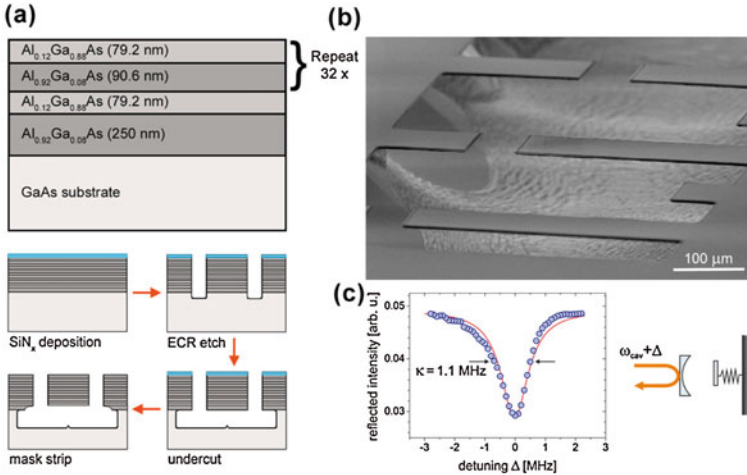 (a)
Al0.12Ga0.88As (79.2 nm)
Al0.92Ga0.08As (90.6 nm)
Al0.12Ga0.88As (79.2 nm)
Al0.92Ga0.08As (250 nm)
GaAs substrate
Repeat
32 x
SiNx deposition
ECR etch
mask strip
undercut
(b)
100 µm
(c)
reflected intensity [arb. u.]
0.05
0.04
0.03
κ = 1.1 MHz
-3
-2
-1
0
1
2
3
detuning Δ [MHz]
ωcav+Δ